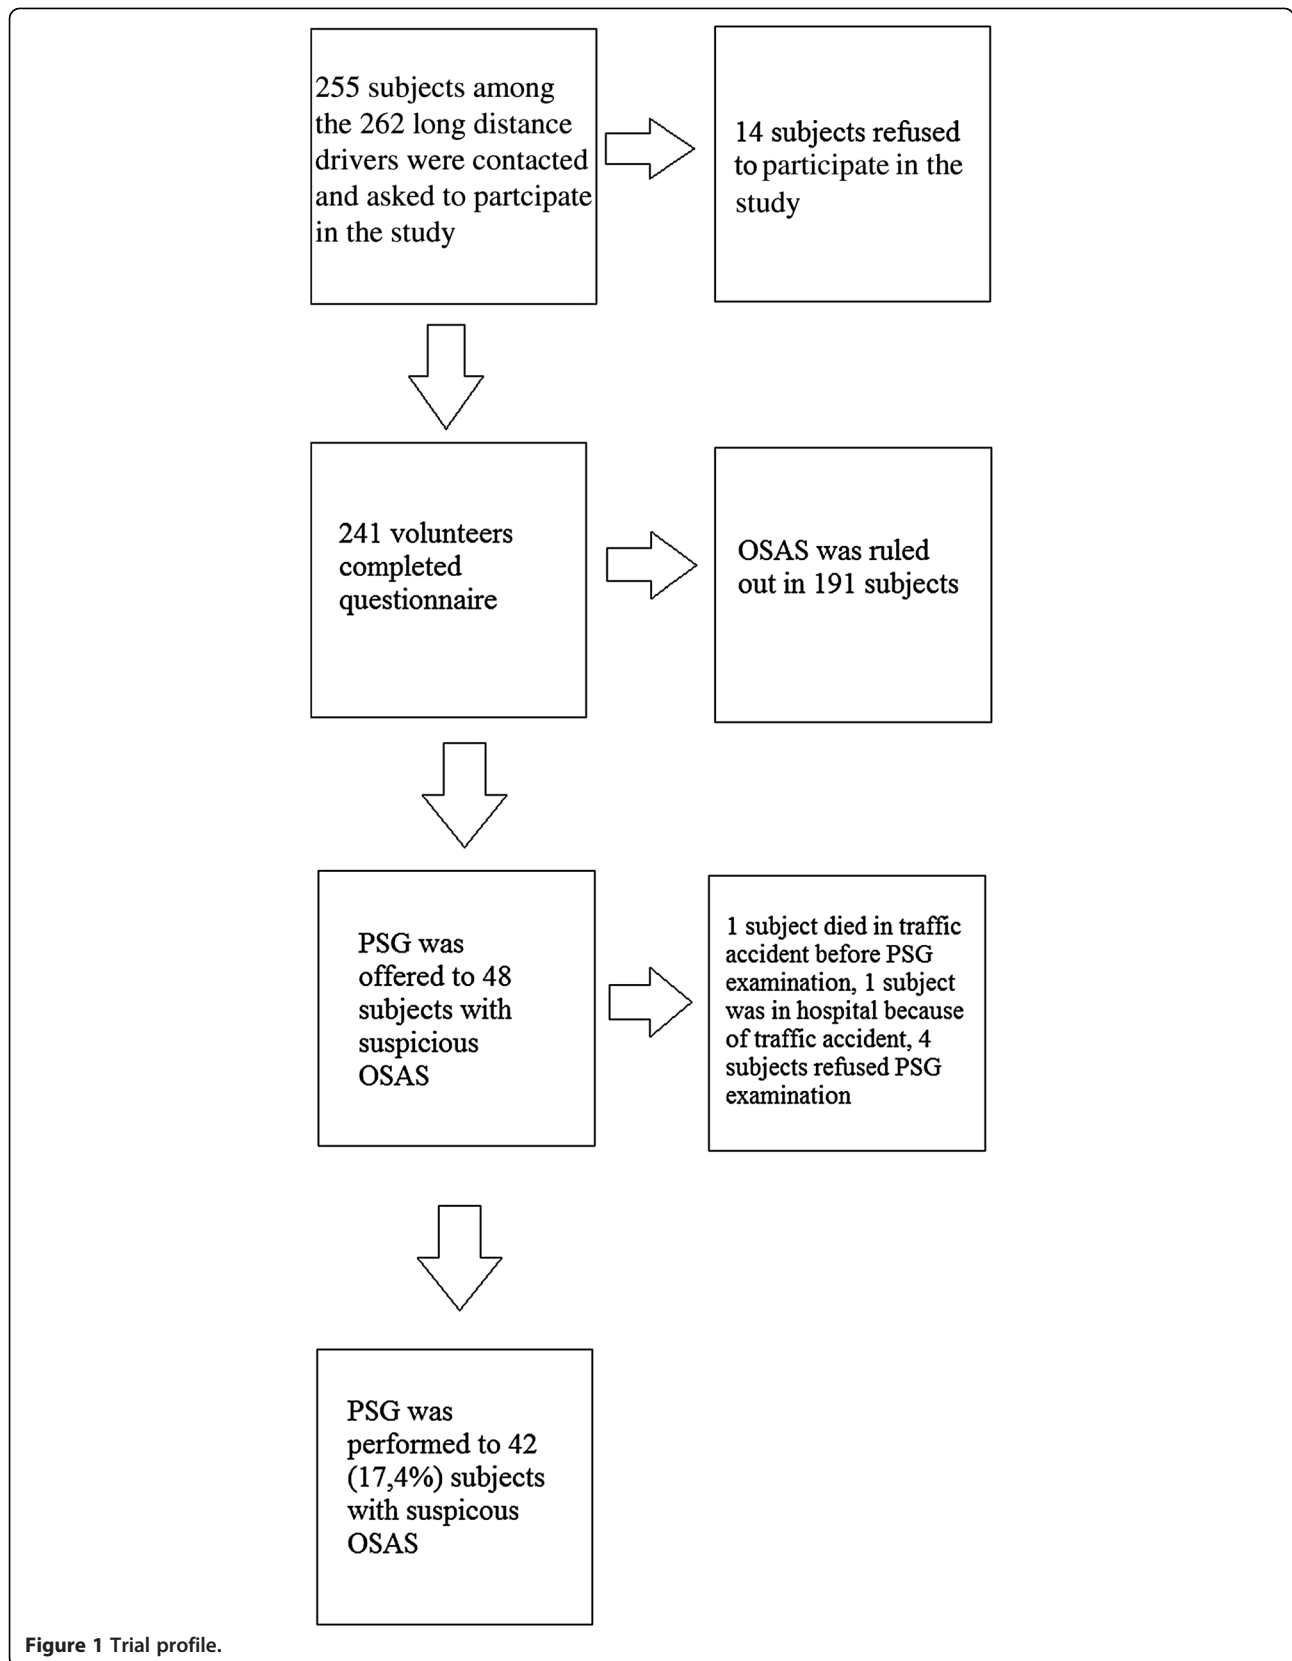 255 subjects among
the 262 long distance
drivers were contacted
and asked to partcipate
in the study
14 subjects refused
to participate in the
study
241 volunteers
completed
questionnaire
OSAS was ruled
out in 191 subjects
PSG was
offered to 48
subjects with
suspicious
OSAS
1 subject died in traffic
accident before PSG
examination, 1 subject
was in hospital because
of traffic accident, 4
subjects refused PSG
examination
PSG was
performed to 42
(17,4%) subjects
with suspicous
OSAS
Figure 1 Trial profile.